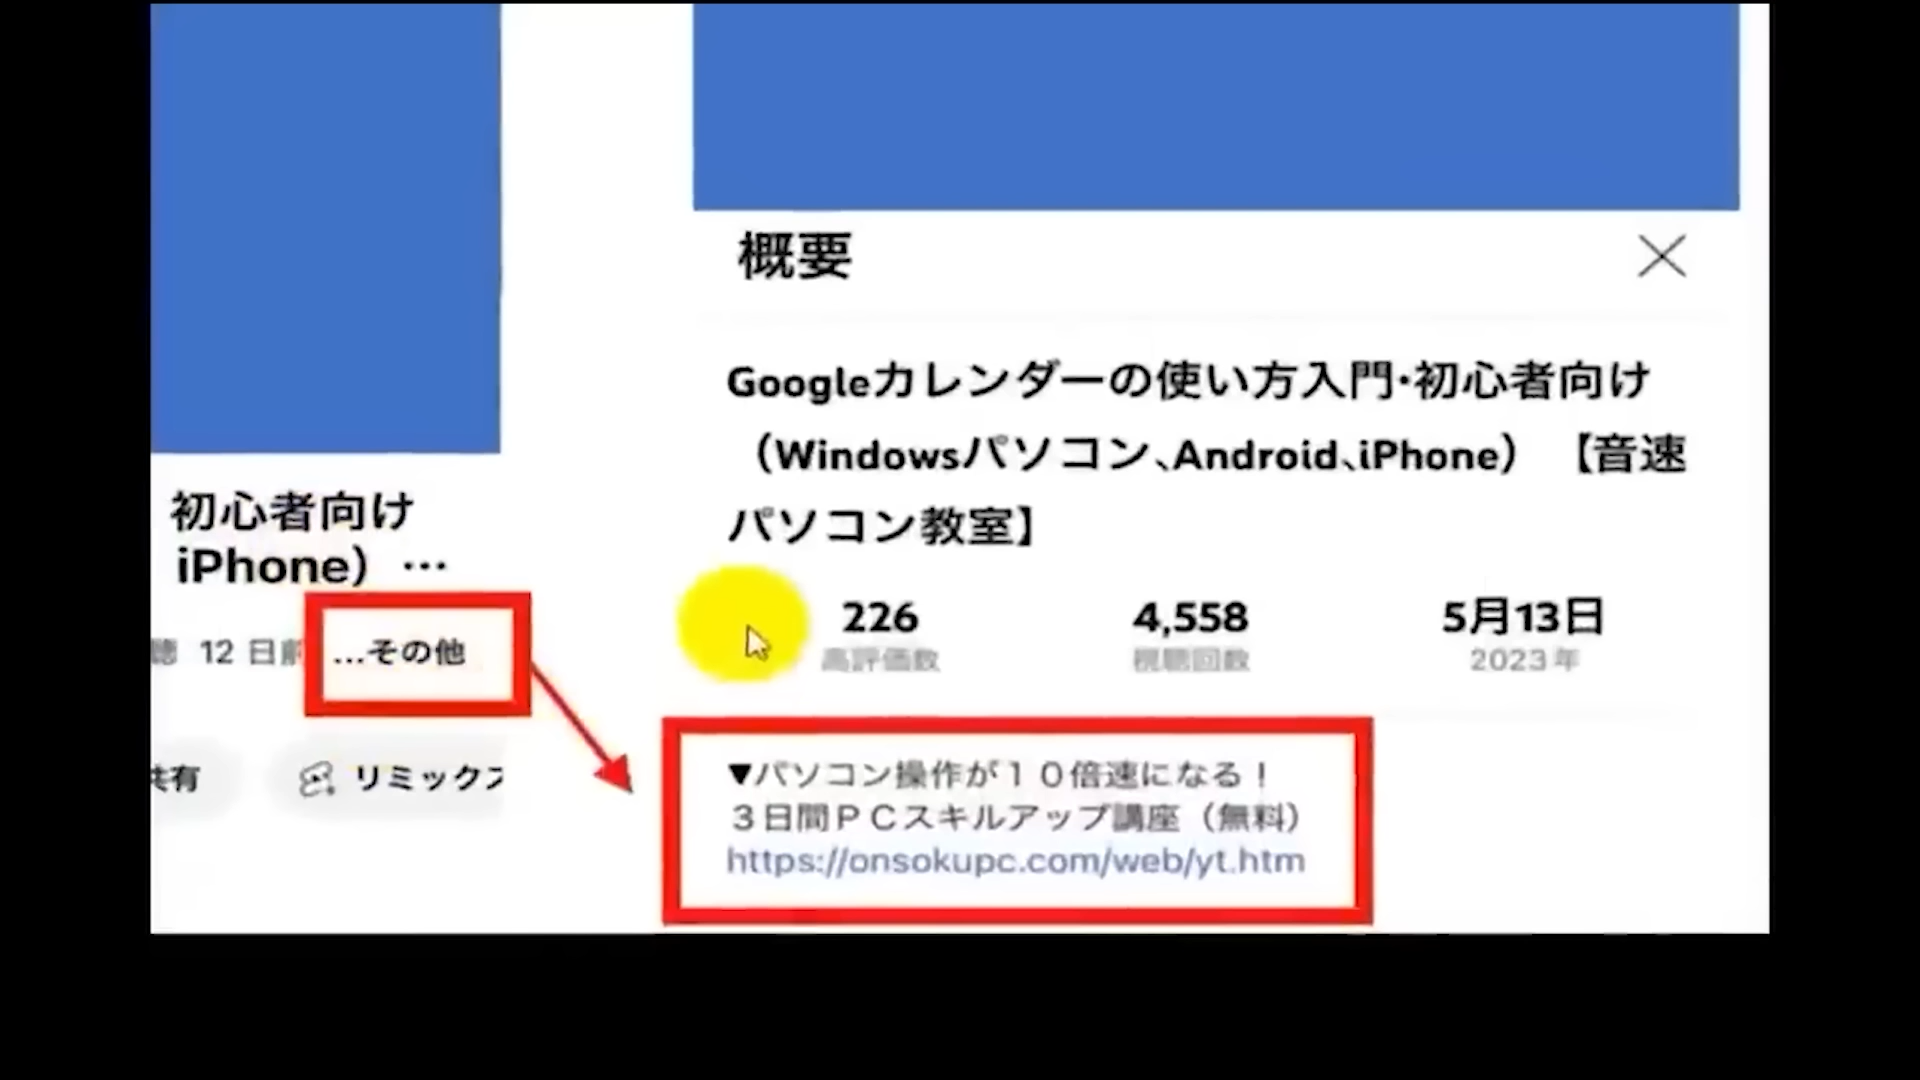 初心者向け
iPhone） …
聴 12 日前 …その他
共有 リミックス
概要
Googleカレンダーの使い方入門・初心者向け
（Windowsパソコン、Android、iPhone）【音速
パソコン教室】
226 4,558 5月13日
高評価数 視聴回数 2023年
▼パソコン操作が１０倍速になる！
３日間ＰＣスキルアップ講座（無料）
https://onsokupc.com/web/yt.htm